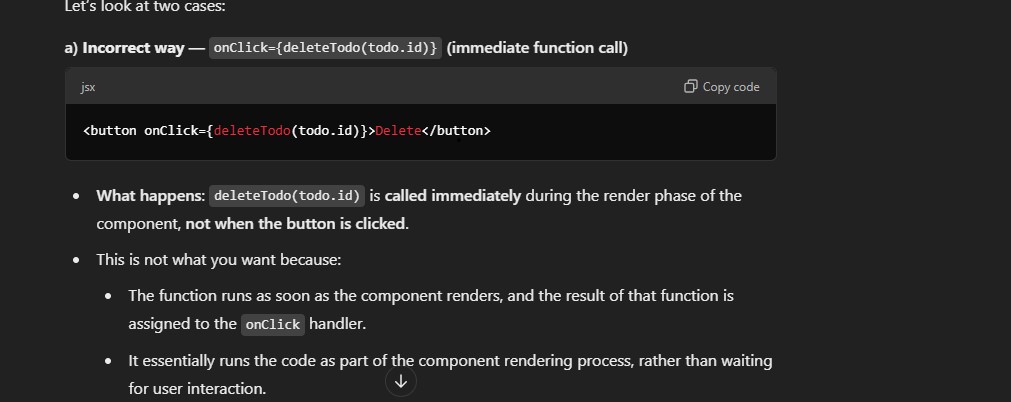 Let's look at two cases:
a) Incorrect way — onClick={deleteTodo(todo.id)} (immediate function call)
jsx
Copy code
<button onClick={deleteTodo(todo.id)}>Delete</button>
• What happens: deleteTodo(todo.id) is called immediately during the render phase of the
component, not when the button is clicked.
• This is not what you want because:
• The function runs as soon as the component renders, and the result of that function is
assigned to the onClick handler.
• It essentially runs the code as part of the component rendering process, rather than waiting
for user interaction.